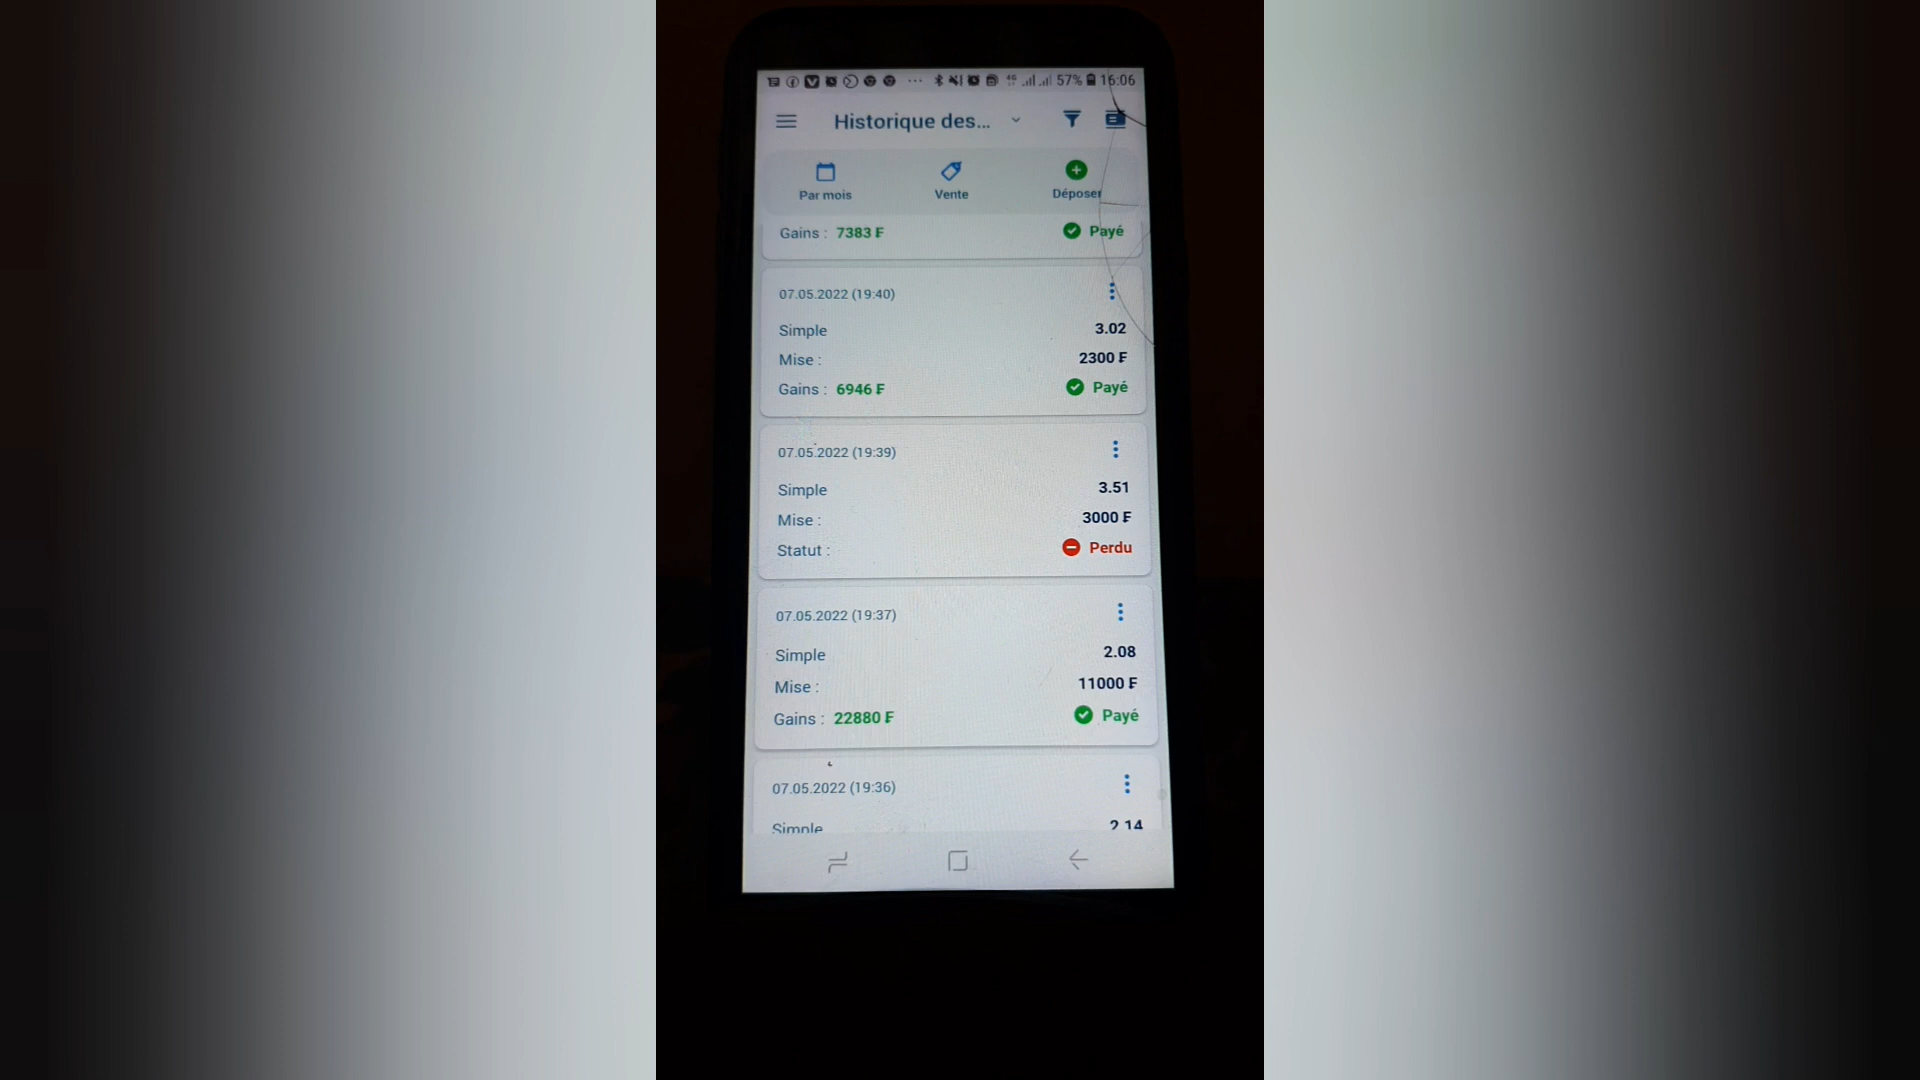 57% 16:06
Historique des...
Par mois Vente Déposer
Gains : 7383 ₣ Payé
07.05.2022 (19:40)
Simple 3.02
Mise : 2300 ₣
Gains : 6946 ₣ Payé
07.05.2022 (19:39)
Simple 3.51
Mise : 3000 ₣
Statut : Perdu
07.05.2022 (19:37)
Simple 2.08
Mise : 11000 ₣
Gains : 22880 ₣ Payé
07.05.2022 (19:36)
Simple 2.14